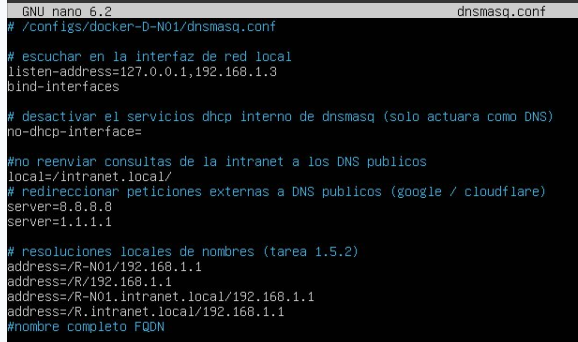 GNU nano 6.2 dnsmasq.conf
# /configs/docker-D-N01/dnsmasq.conf
# escuchar en la interfaz de red local
listen-address=127.0.0.1,192.168.1.3
bind-interfaces
# desactivar el servicios dhcp interno de dnsmasq (solo actuara como DNS)
no-dhcp-interface=
#no reenviar consultas de la intranet a los DNS publicos
local=/intranet.local/
# redireccionar peticiones externas a DNS publicos (google / cloudflare)
server=8.8.8.8
server=1.1.1.1
# resoluciones locales de nombres (tarea 1.5.2)
address=/R-N01/192.168.1.1
address=/R/192.168.1.1
address=/R-N01.intranet.local/192.168.1.1
address=/R.intranet.local/192.168.1.1
#nombre completo FQDN